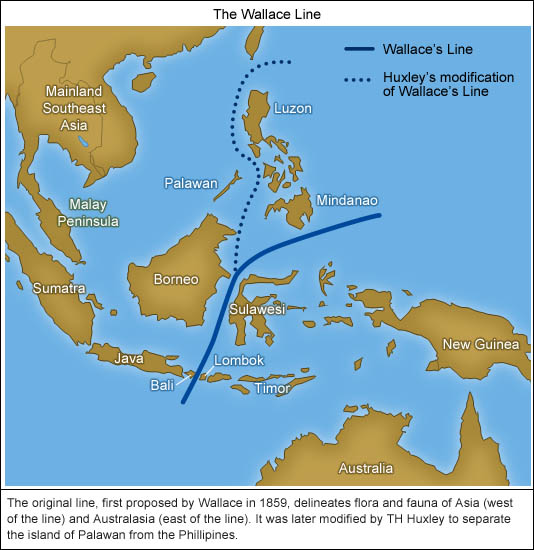 The Wallace Line
Wallace's Line
Huxley's modification
of Wallace's Line
Mainland
Southeast
Asia
Luzon
Palawan
Mindanao
Malay
Peninsula
Borneo
Sumatra
Sulawesi
New Guinea
Java
Lombok
Bali
Timor
Australia
The original line, first proposed by Wallace in 1859, delineates flora and fauna of Asia (west
of the line) and Australasia (east of the line). It was later modified by TH Huxley to separate
the island of Palawan from the Phillipines.